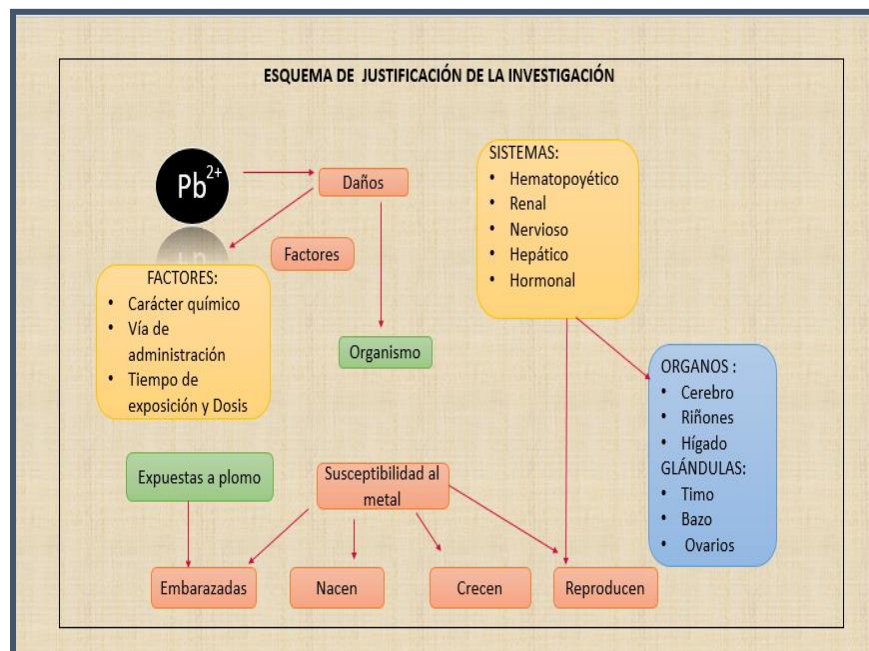 ESQUEMA DE JUSTIFICACIÓN DE LA INVESTIGACIÓN
Pb2+
Daños
Factores
FACTORES:
• Carácter químico
• Vía de
administración
• Tiempo de
exposición y Dosis
Organismo
SISTEMAS:
• Hematopoyético
• Renal
• Nervioso
• Hepático
• Hormonal
ORGANOS :
• Cerebro
• Riñones
• Hígado
GLÁNDULAS:
• Timo
• Bazo
• Ovarios
Expuestas a plomo
Susceptibilidad al
metal
Embarazadas
Nacen
Crecen
Reproducen